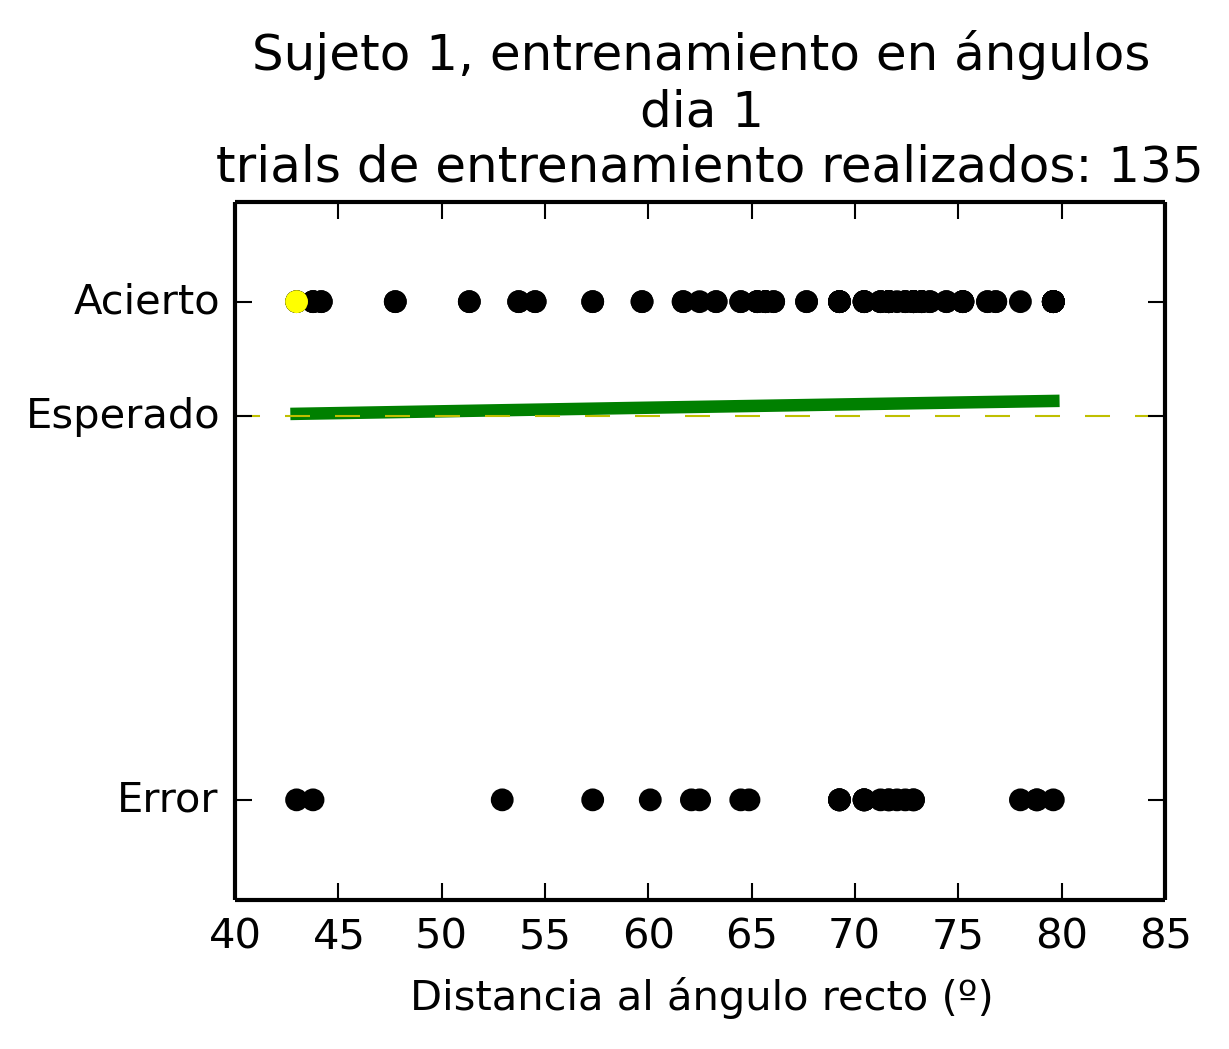 Sujeto 1, entrenamiento en ángulos
dia 1
trials de entrenamiento realizados: 135
Acierto
Esperado
Error
40 45 50 55 60 65 70 75 80 85
Distancia al ángulo recto (º)